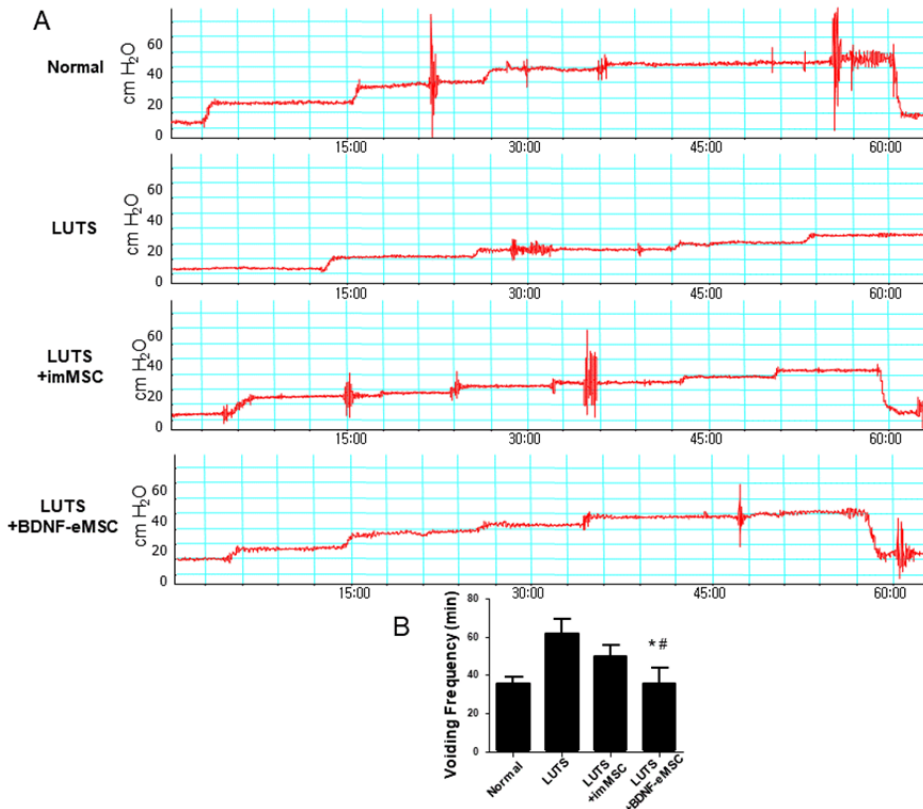 A
Normal
cm H2O
60
40
20
0
15:00 30:00 45:00 60:00
LUTS
cm H2O
60
40
20
0
15:00 30:00 45:00 60:00
LUTS
+imMSC
cm H2O
60
40
20
0
15:00 30:00 45:00 60:00
LUTS
+BDNF-eMSC
cm H2O
60
40
20
0
15:00 30:00 45:00 60:00
B
Voiding Frequency (min)
80
60
40
20
0
*#
Normal
LUTS
LUTS
+imMSC
LUTS
+BDNF-eMSC